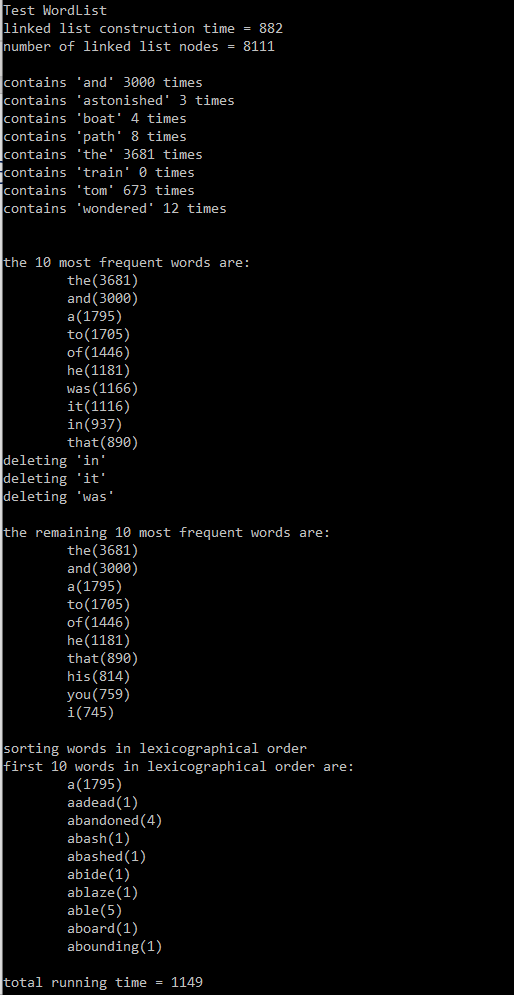 Test WordList
linked list construction time = 882
number of linked list nodes = 8111
contains 'and' 3000 times
contains 'astonished' 3 times
contains 'boat' 4 times
contains 'path' 8 times
contains 'the' 3681 times
contains 'train' 0 times
contains 'tom' 673 times
contains 'wondered' 12 times
the 10 most frequent words are:
the(3681)
and(3000)
a(1795)
to(1705)
of(1446)
he(1181)
was(1166)
it(1116)
in(937)
that(890)
deleting 'in'
deleting 'it'
deleting 'was'
the remaining 10 most frequent words are:
the(3681)
and(3000)
a(1795)
to(1705)
of(1446)
he(1181)
that(890)
his(814)
you(759)
i(745)
sorting words in lexicographical order
first 10 words in lexicographical order are:
a(1795)
aadead(1)
abandoned(4)
abash(1)
abashed(1)
abide(1)
ablaze(1)
able(5)
aboard(1)
abounding(1)
total running time = 1149